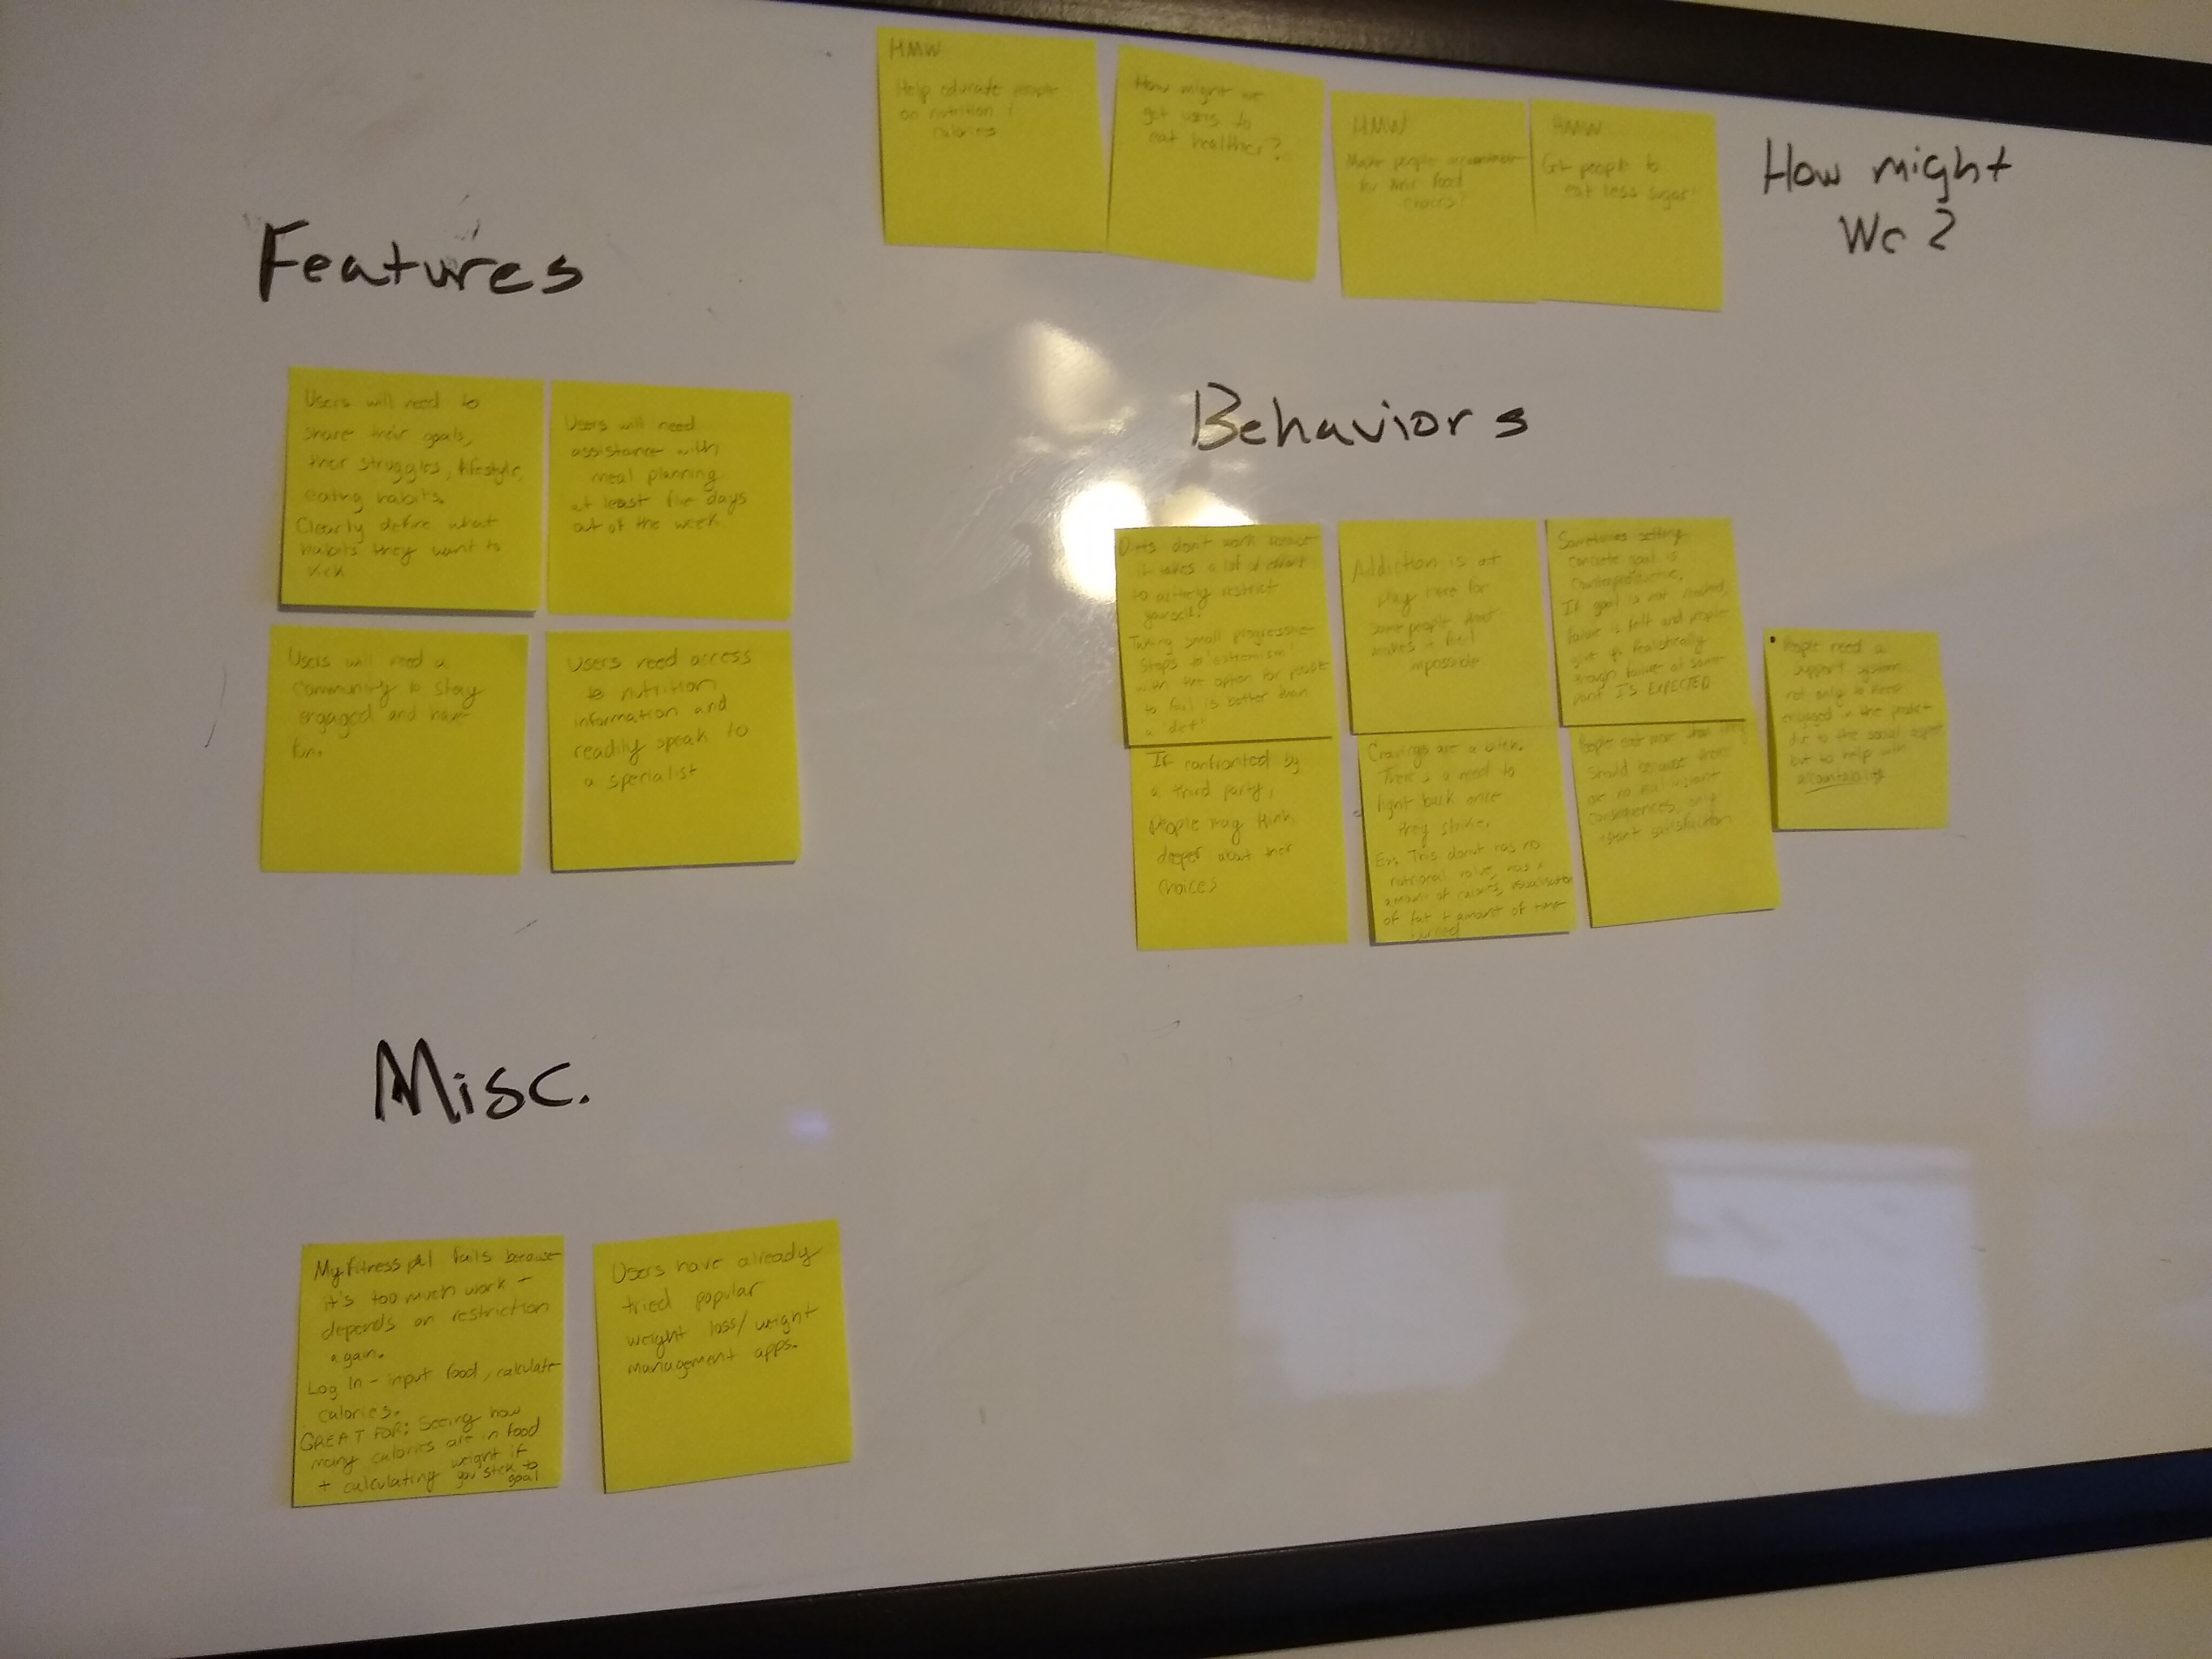 How might
We?
HMW
Help educate people
on nutrition
calories
How might we
get users to
eat healthier?
HMW
Make people accountable
for their food
choices?
HMW
Get people to
eat less sugar?
Features
Users will need to
share their goals,
their struggles, lifestyle,
eating habits.
Clearly define what
habits they want to
kick
Users will need
assistance with
meal planning
at least five days
out of the week
Users will need a
community to stay
engaged and have
fun.
Users need access
to nutrition
information and
readily speak to
a specialist
Behaviors
Diets don't work because
it takes a lot of effort
to actively restrict
yourself.
Taking small progressive
steps to 'extremism'
with the option for people
to fail is better than
a 'diet'
Addiction is at
play here for
some people that
makes it feel
impossible
Sometimes setting
concrete goal is
counterproductive.
If goal is not reached,
failure is felt and people
give up realistically
though failure at some
point IS EXPECTED
People need a
support system
not only to keep
engaged in the product
due to the social aspect
but to help with
accountability
If confronted by
a third party,
people may think
deeper about their
choices
Cravings are a bitch.
There's a need to
fight back once
they strike.
Ex: This donut has no
nutritional value, has x
amount of calories, visualization
of fat + amount of time
burned
People eat more than they
should because there
are no real instant
consequences, only
instant satisfaction
Misc.
Myfitness pal fails because
it's too much work +
depends on restriction
again.
Log In - input food, calculate
calories.
GREAT FOR: Seeing how
many calories are in food
+ calculating weight if
you stick to
goal
Users have already
tried popular
weight loss/weight
management apps.